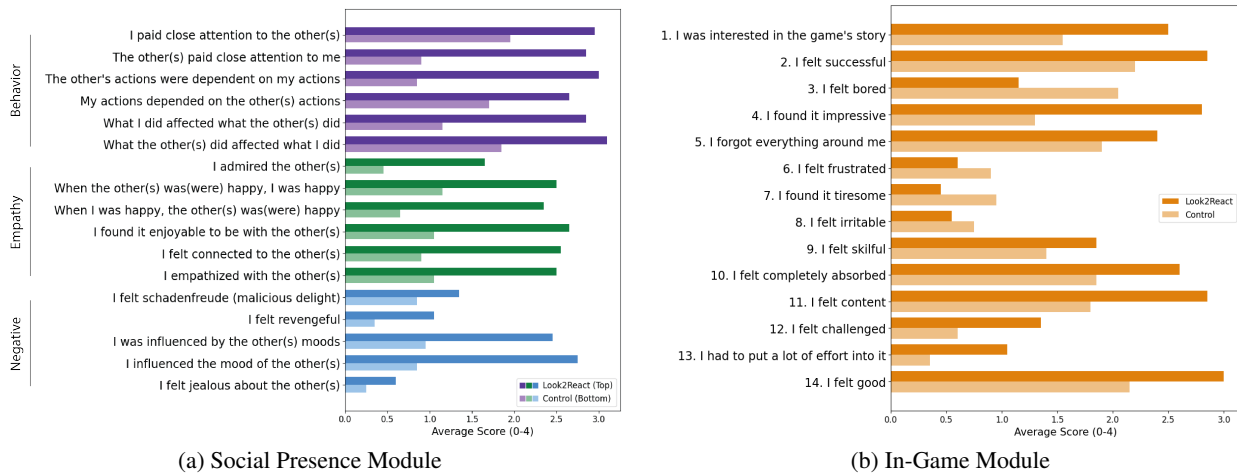 Behavior
I paid close attention to the other(s)
The other(s) paid close attention to me
The other's actions were dependent on my actions
My actions depended on the other(s) actions
What I did affected what the other(s) did
What the other(s) did affected what I did
Empathy
I admired the other(s)
When the other(s) was(were) happy, I was happy
When I was happy, the other(s) was(were) happy
I found it enjoyable to be with the other(s)
I felt connected to the other(s)
I empathized with the other(s)
Negative
I felt schadenfreude (malicious delight)
I felt revengeful
I was influenced by the other(s) moods
I influenced the mood of the other(s)
I felt jealous about the other(s)
Look2React (Top)
Control (Bottom)
0.0 0.5 1.0 1.5 2.0 2.5 3.0
Average Score (0-4)
(a) Social Presence Module
1. I was interested in the game's story
2. I felt successful
3. I felt bored
4. I found it impressive
5. I forgot everything around me
6. I felt frustrated
7. I found it tiresome
8. I felt irritable
9. I felt skilful
10. I felt completely absorbed
11. I felt content
12. I felt challenged
13. I had to put a lot of effort into it
14. I felt good
Look2React
Control
0.0 0.5 1.0 1.5 2.0 2.5 3.0
Average Score (0-4)
(b) In-Game Module